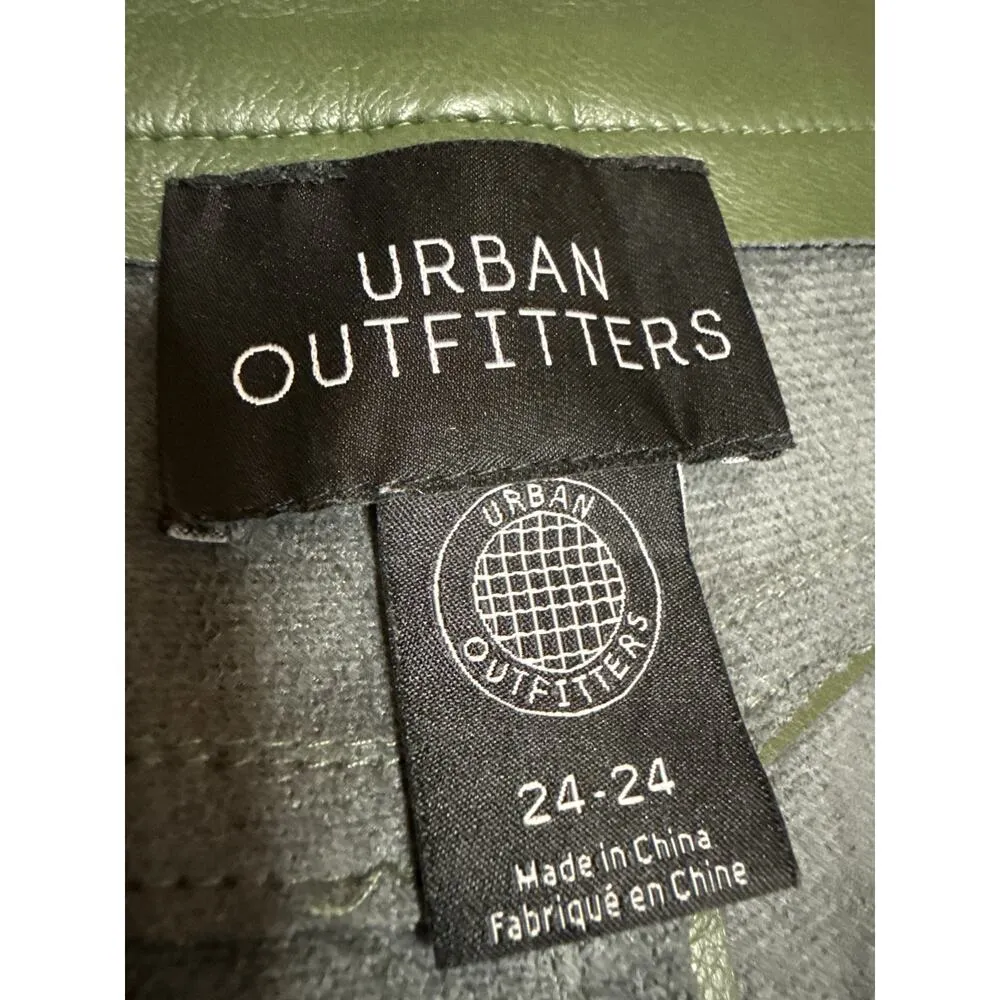 URBAN
OUTFITTERS
URBAN
OUTFITTERS
24-24
Made in China
Fabriqué en Chine